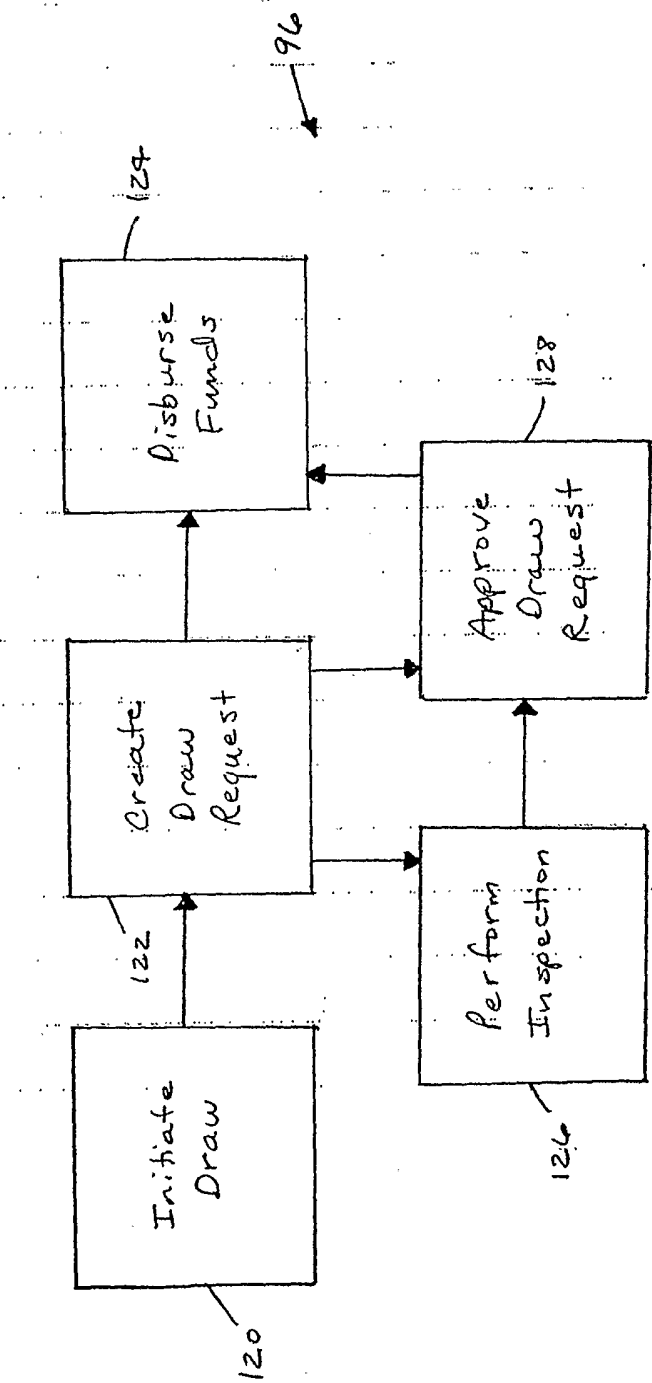 96
120
Initiate
Draw
122
Create
Draw
Request
124
Disburse
Funds
126
Perform
Inspection
128
Approve
Draw
Request